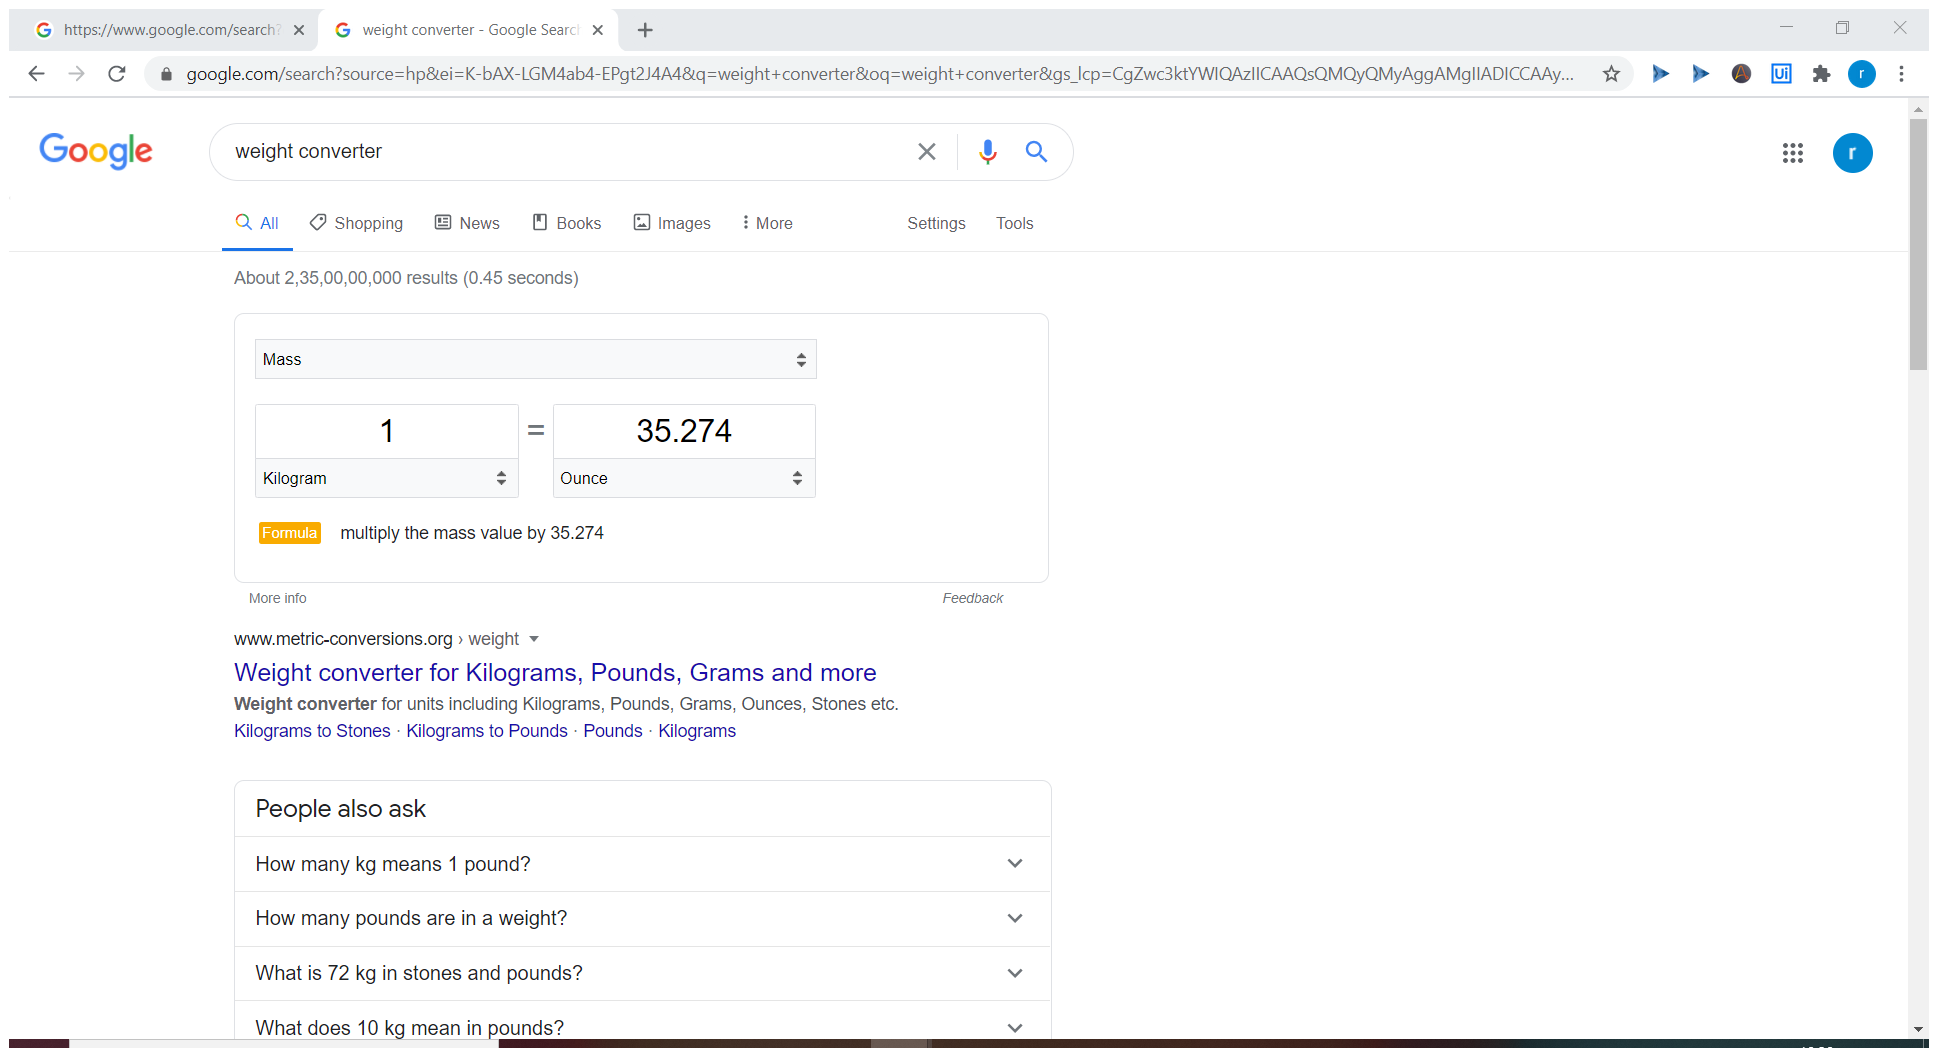 https://www.google.com/search?
weight converter - Google Searc
google.com/search?source=hp&ei=K-bAX-LGM4ab4-EPgt2J4A4&q=weight+converter&oq=weight+converter&gs_lcp=CgZwc3ktYWIQAzIICAAQsQMQyQMyAggAMgIIADICCAAy...
Ui
r
Google
weight converter
r
All Shopping News Books Images More Settings Tools
About 2,35,00,00,000 results (0.45 seconds)
Mass
1 = 35.274
Kilogram Ounce
Formula multiply the mass value by 35.274
More info Feedback
www.metric-conversions.org › weight
Weight converter for Kilograms, Pounds, Grams and more
Weight converter for units including Kilograms, Pounds, Grams, Ounces, Stones etc.
Kilograms to Stones · Kilograms to Pounds · Pounds · Kilograms
People also ask
How many kg means 1 pound?
How many pounds are in a weight?
What is 72 kg in stones and pounds?
What does 10 kg mean in pounds?